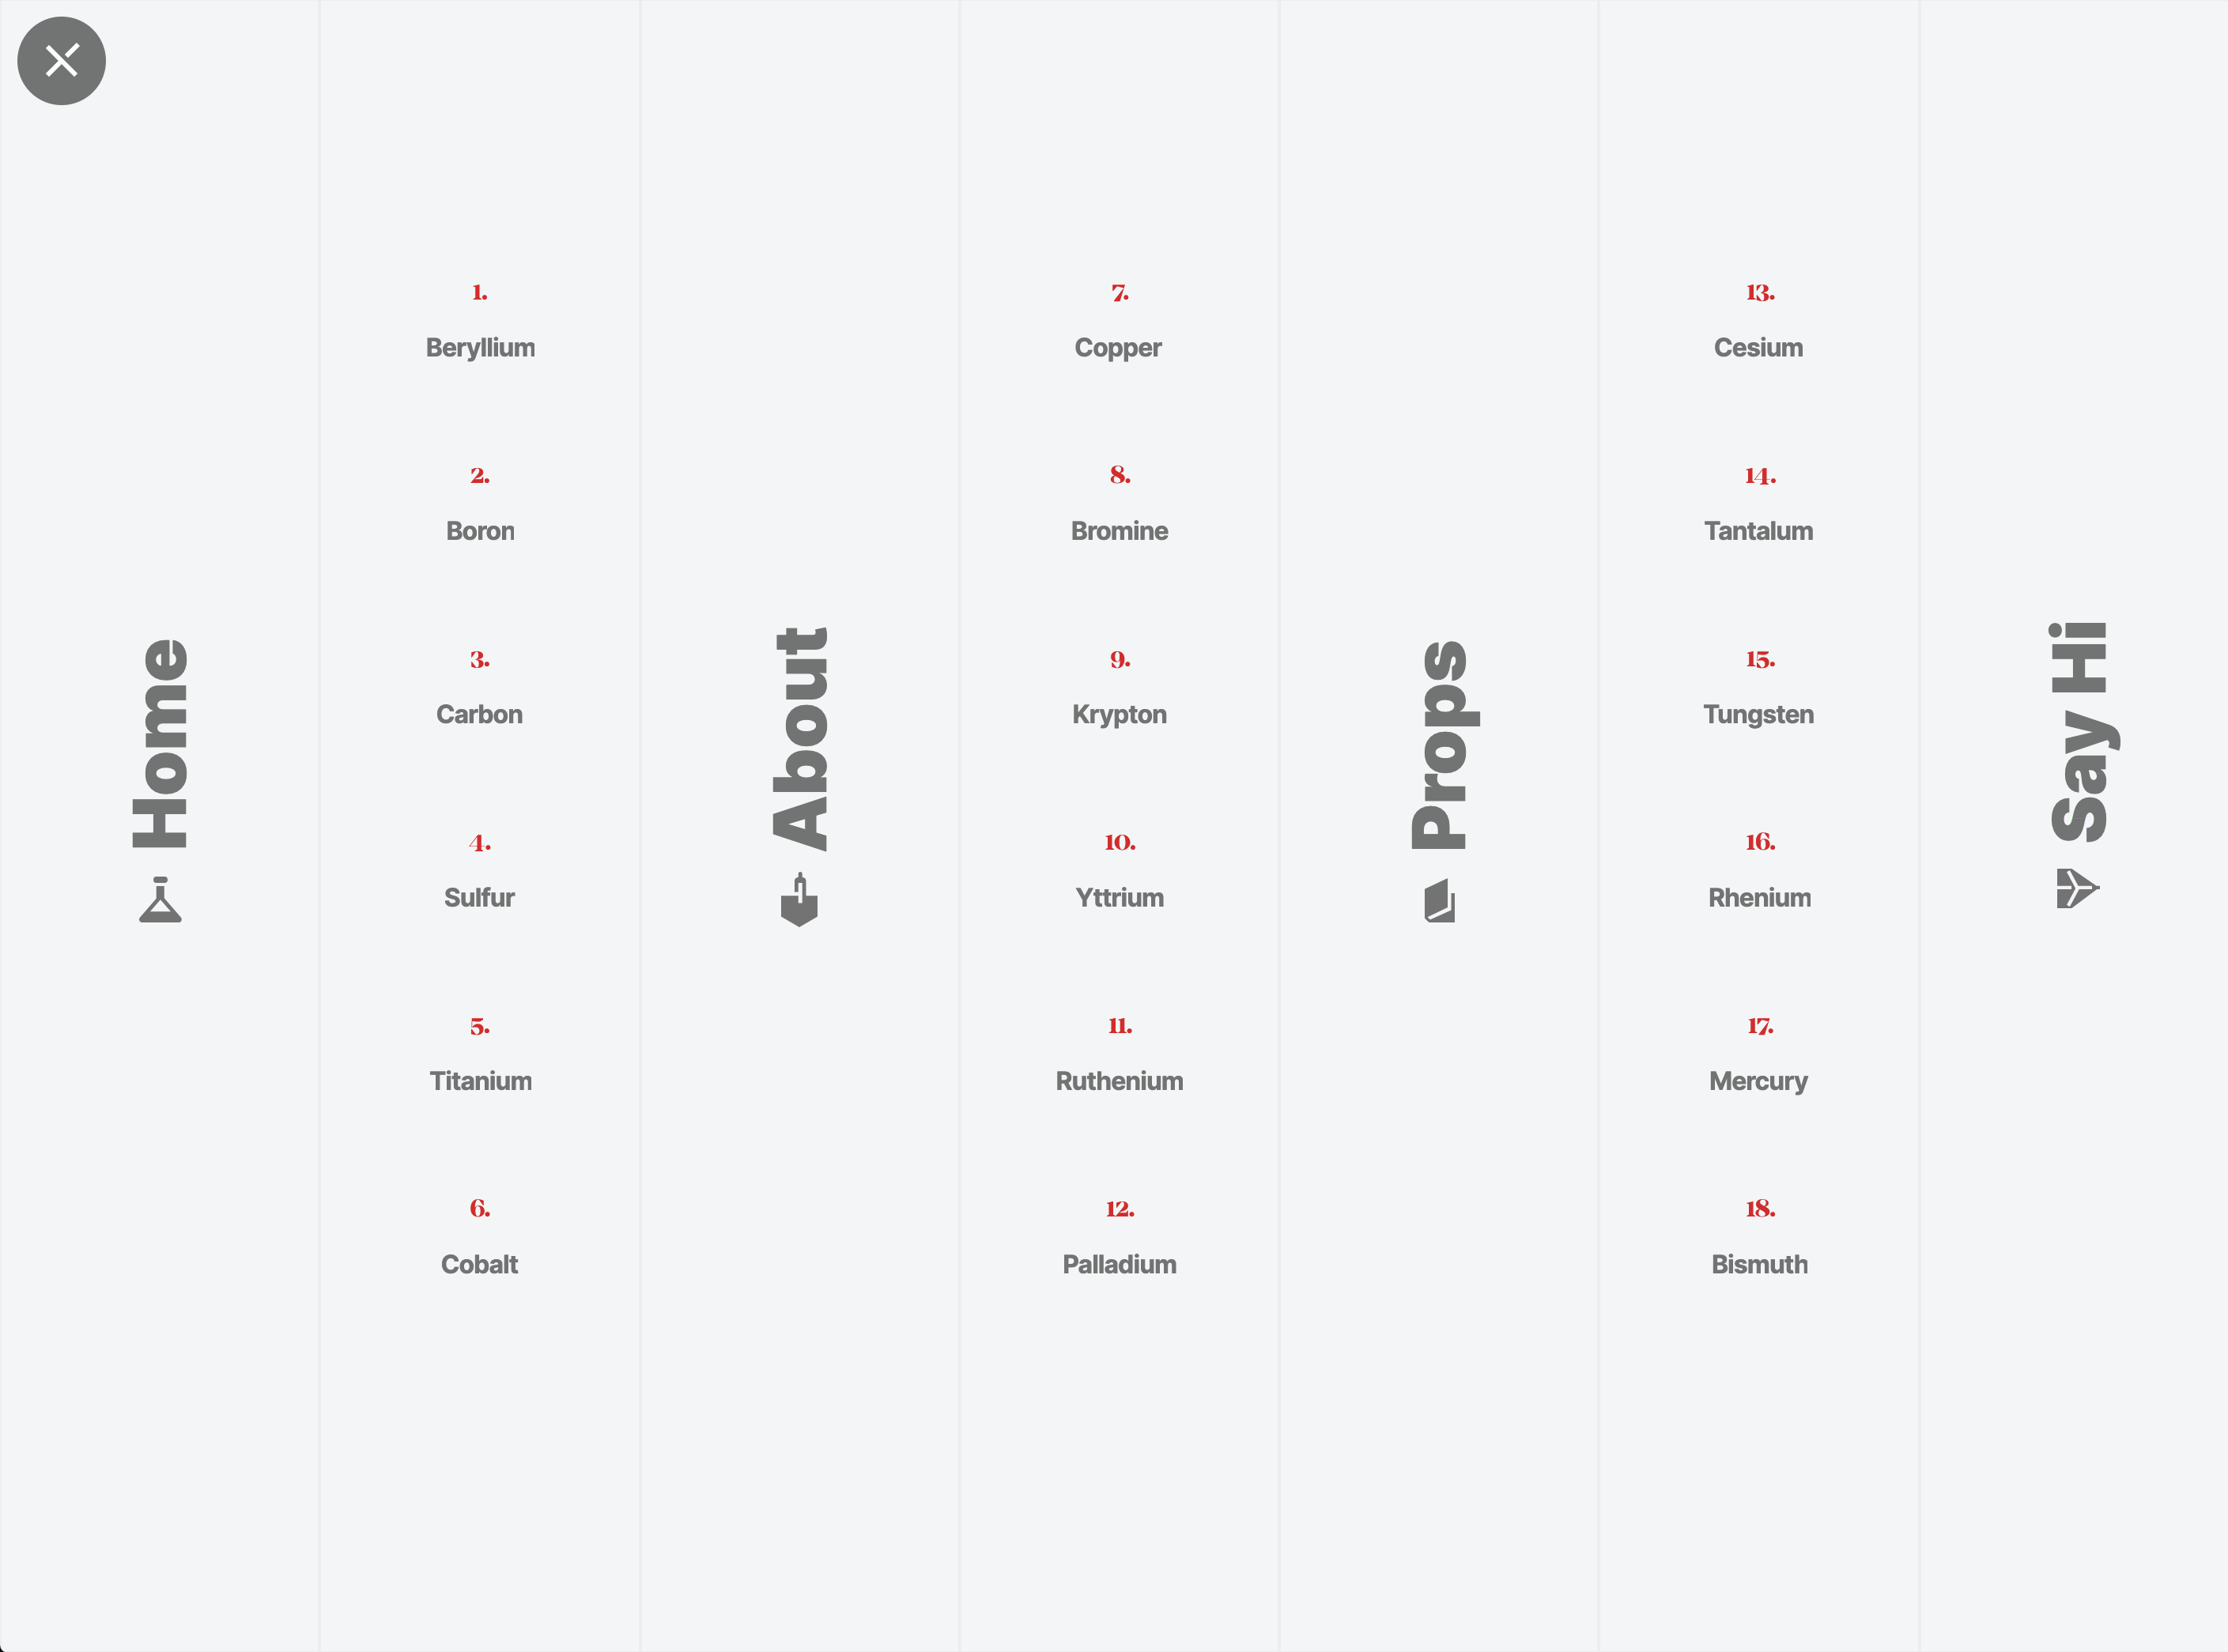 Home
1.
Beryllium
2.
Boron
3.
Carbon
4.
Sulfur
5.
Titanium
6.
Cobalt
About
7.
Copper
8.
Bromine
9.
Krypton
10.
Yttrium
11.
Ruthenium
12.
Palladium
Props
13.
Cesium
14.
Tantalum
15.
Tungsten
16.
Rhenium
17.
Mercury
18.
Bismuth
Say Hi